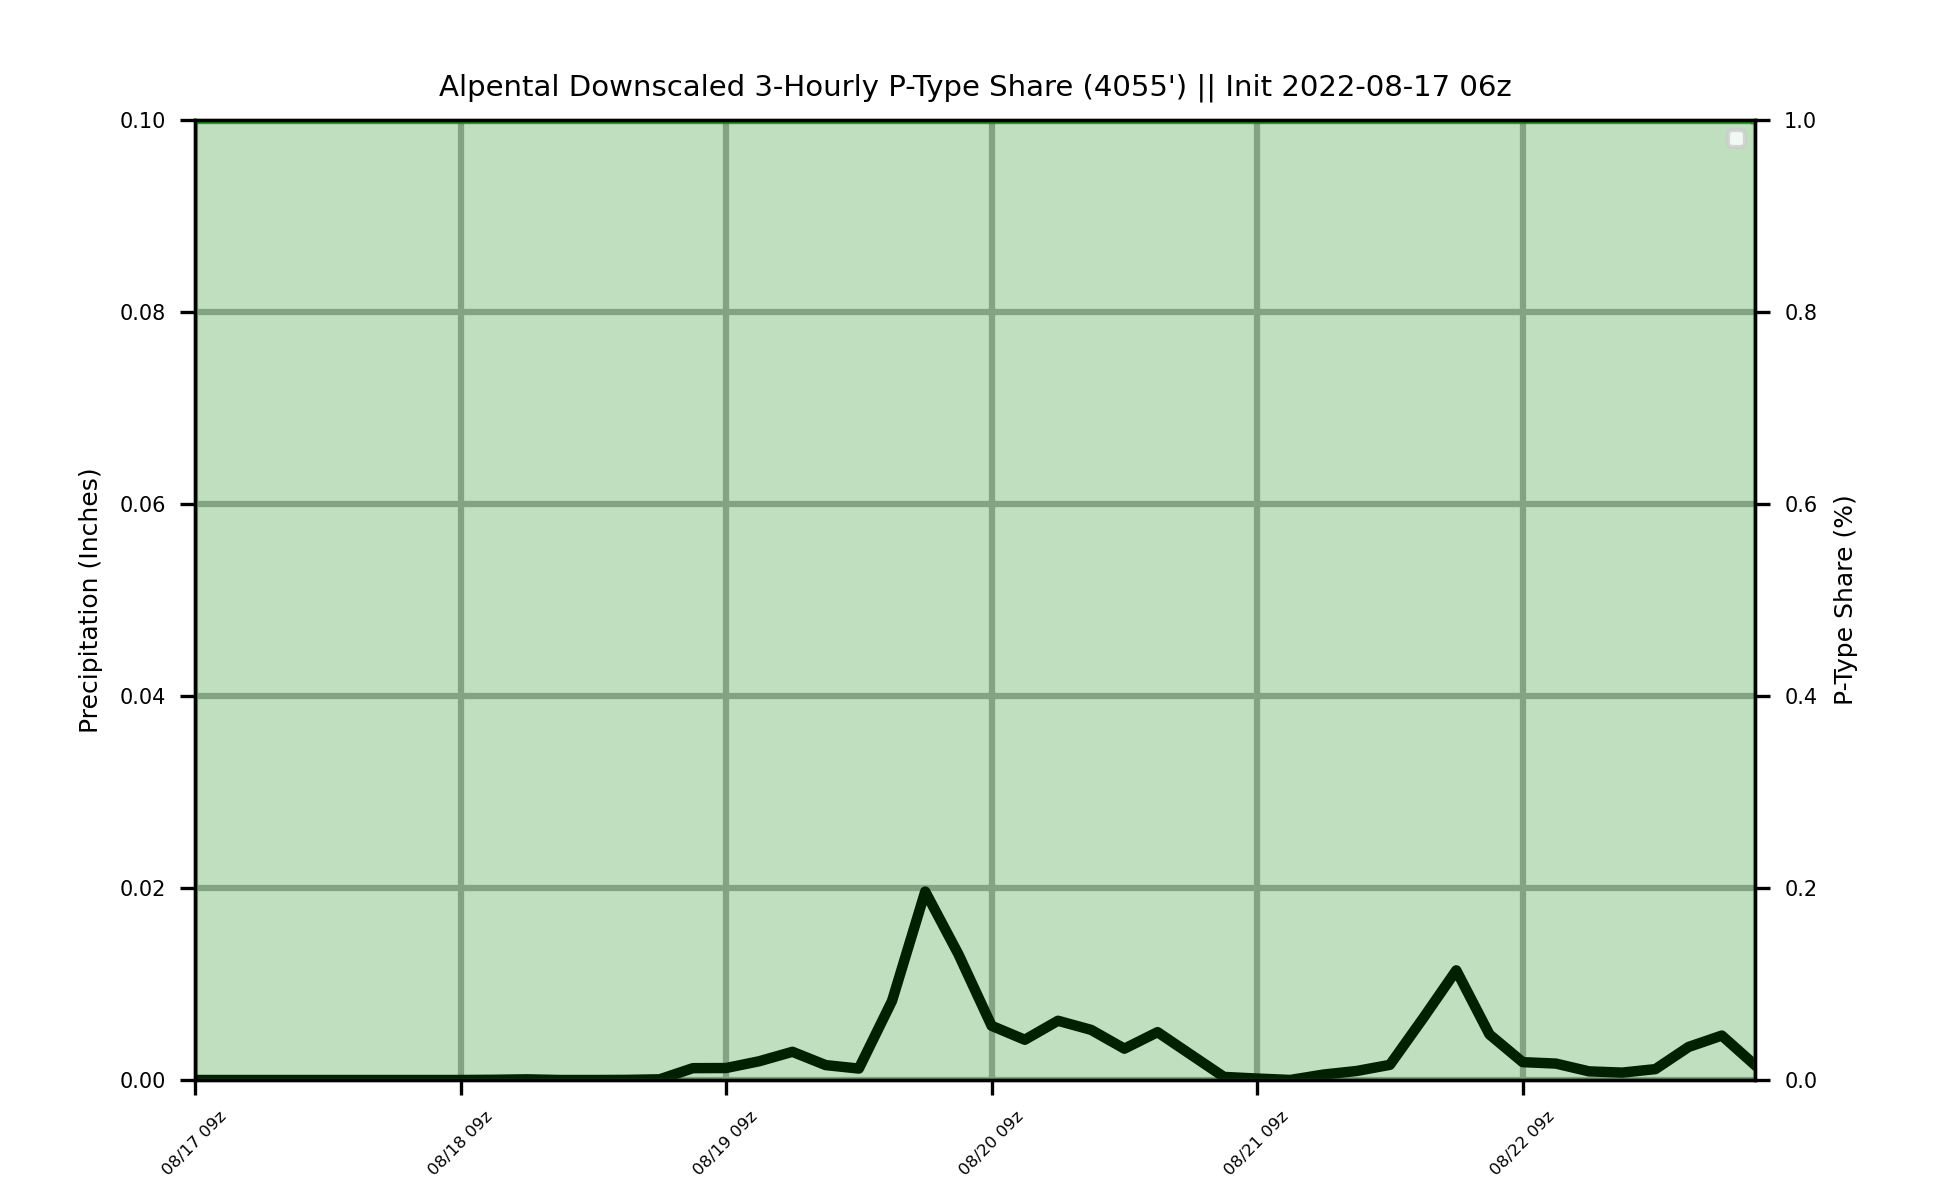 Alpental Downscaled 3-Hourly P-Type Share (4055') || Init 2022-08-17 06z
Precipitation (Inches)
0.10
0.08
0.06
0.04
0.02
0.00
1.0
0.8
0.6
0.4
0.2
0.0
P-Type Share (%)
08/17 09z
08/18 09z
08/19 09z
08/20 09z
08/21 09z
08/22 09z